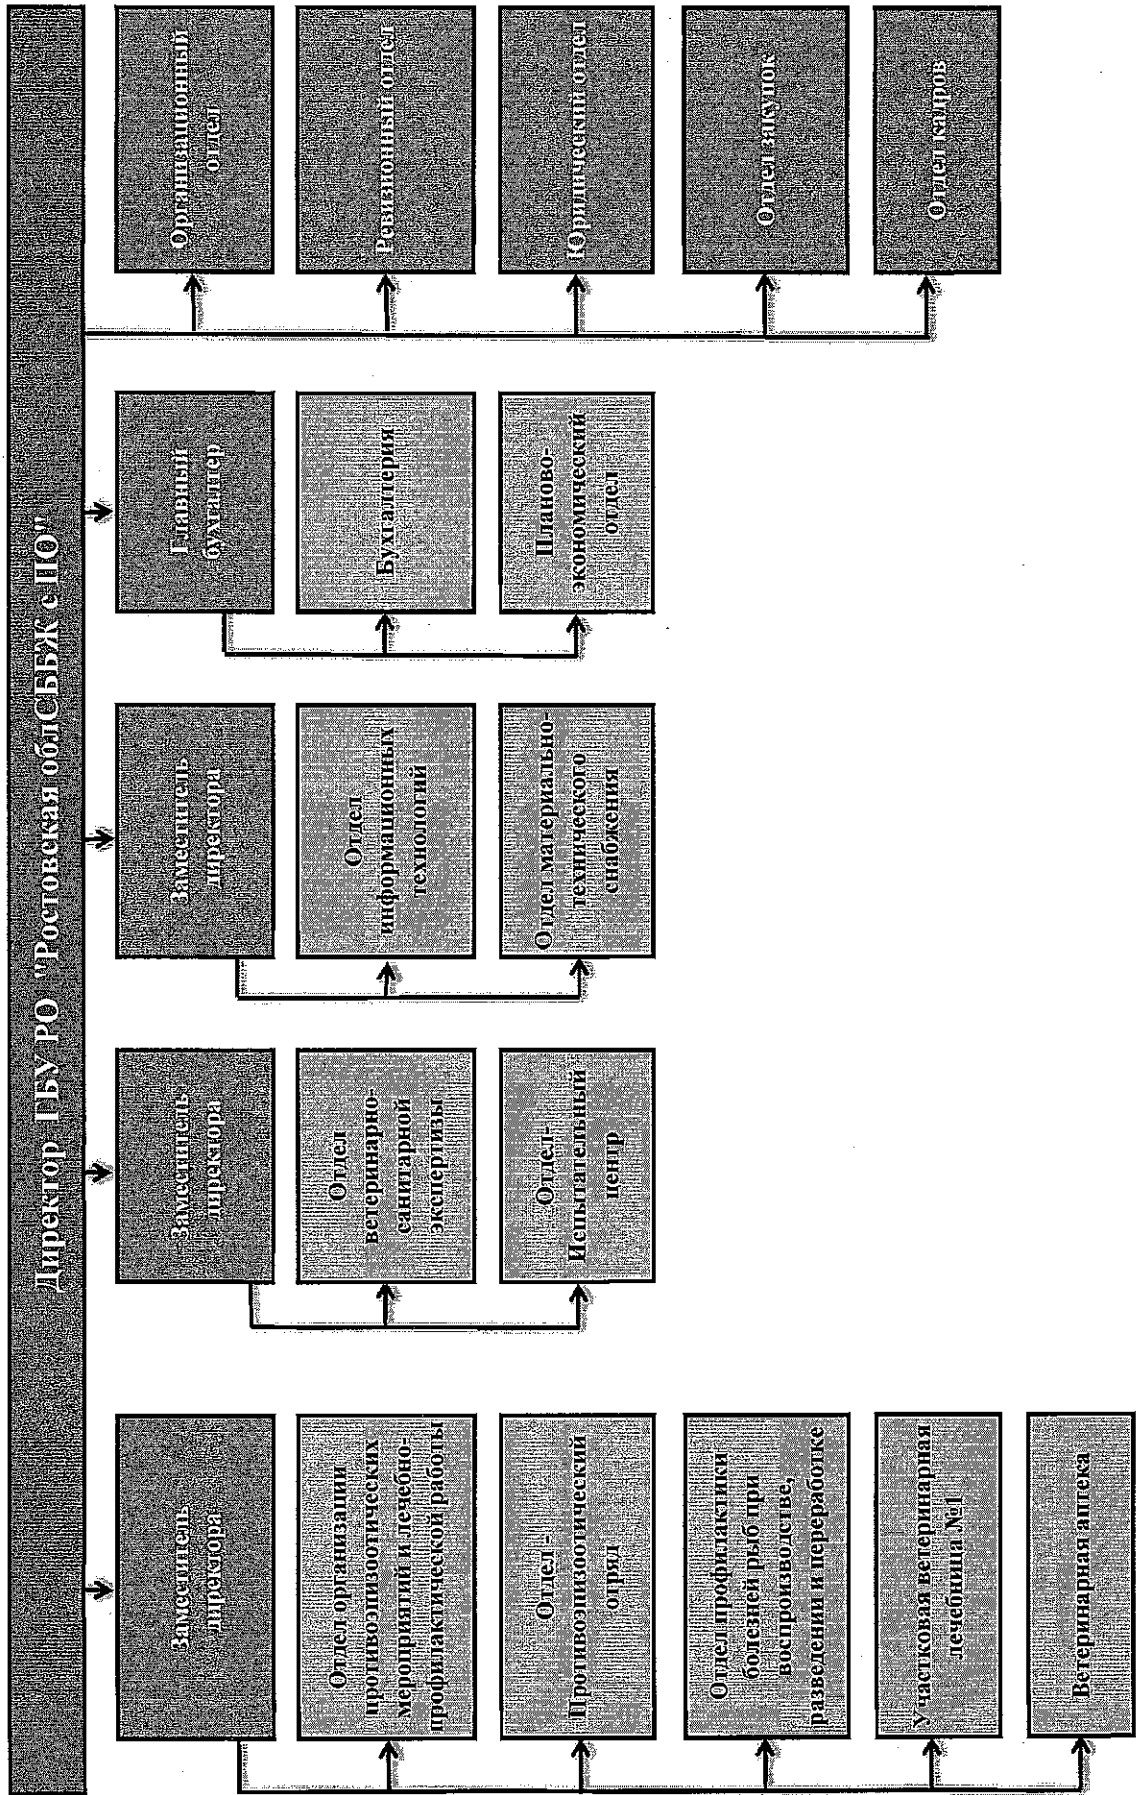 Директор ГБУ РО "Ростовская облСББЖ с ПО"
Заместитель
директора
Отдел организации
противоэпизоотических
мероприятий и лечебно-
профилактической работы
Отдел -
Противоэпизоотический
отряд
Отдел профилактики
болезней рыб при
воспроизводстве,
разведении и переработке
Участковая ветеринарная
лечебница №1
Ветеринарная аптека
Заместитель
директора
Отдел
ветеринарно-
санитарной
экспертизы
Отдел-
Испытательный
центр
Заместитель
директора
Отдел
информационных
технологий
Отдел материально-
технического
снабжения
Главный
бухгалтер
Бухгалтерия
Планово-
экономический
отдел
Организационный
отдел
Ревизионный отдел
Юридический отдел
Отдел закупок
Отдел кадров